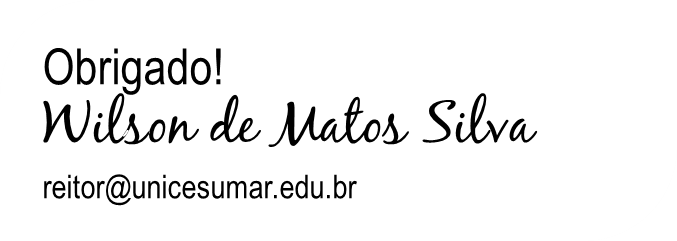 Obrigado!
Wilson de Matos Silva
reitor@unicesumar.edu.br